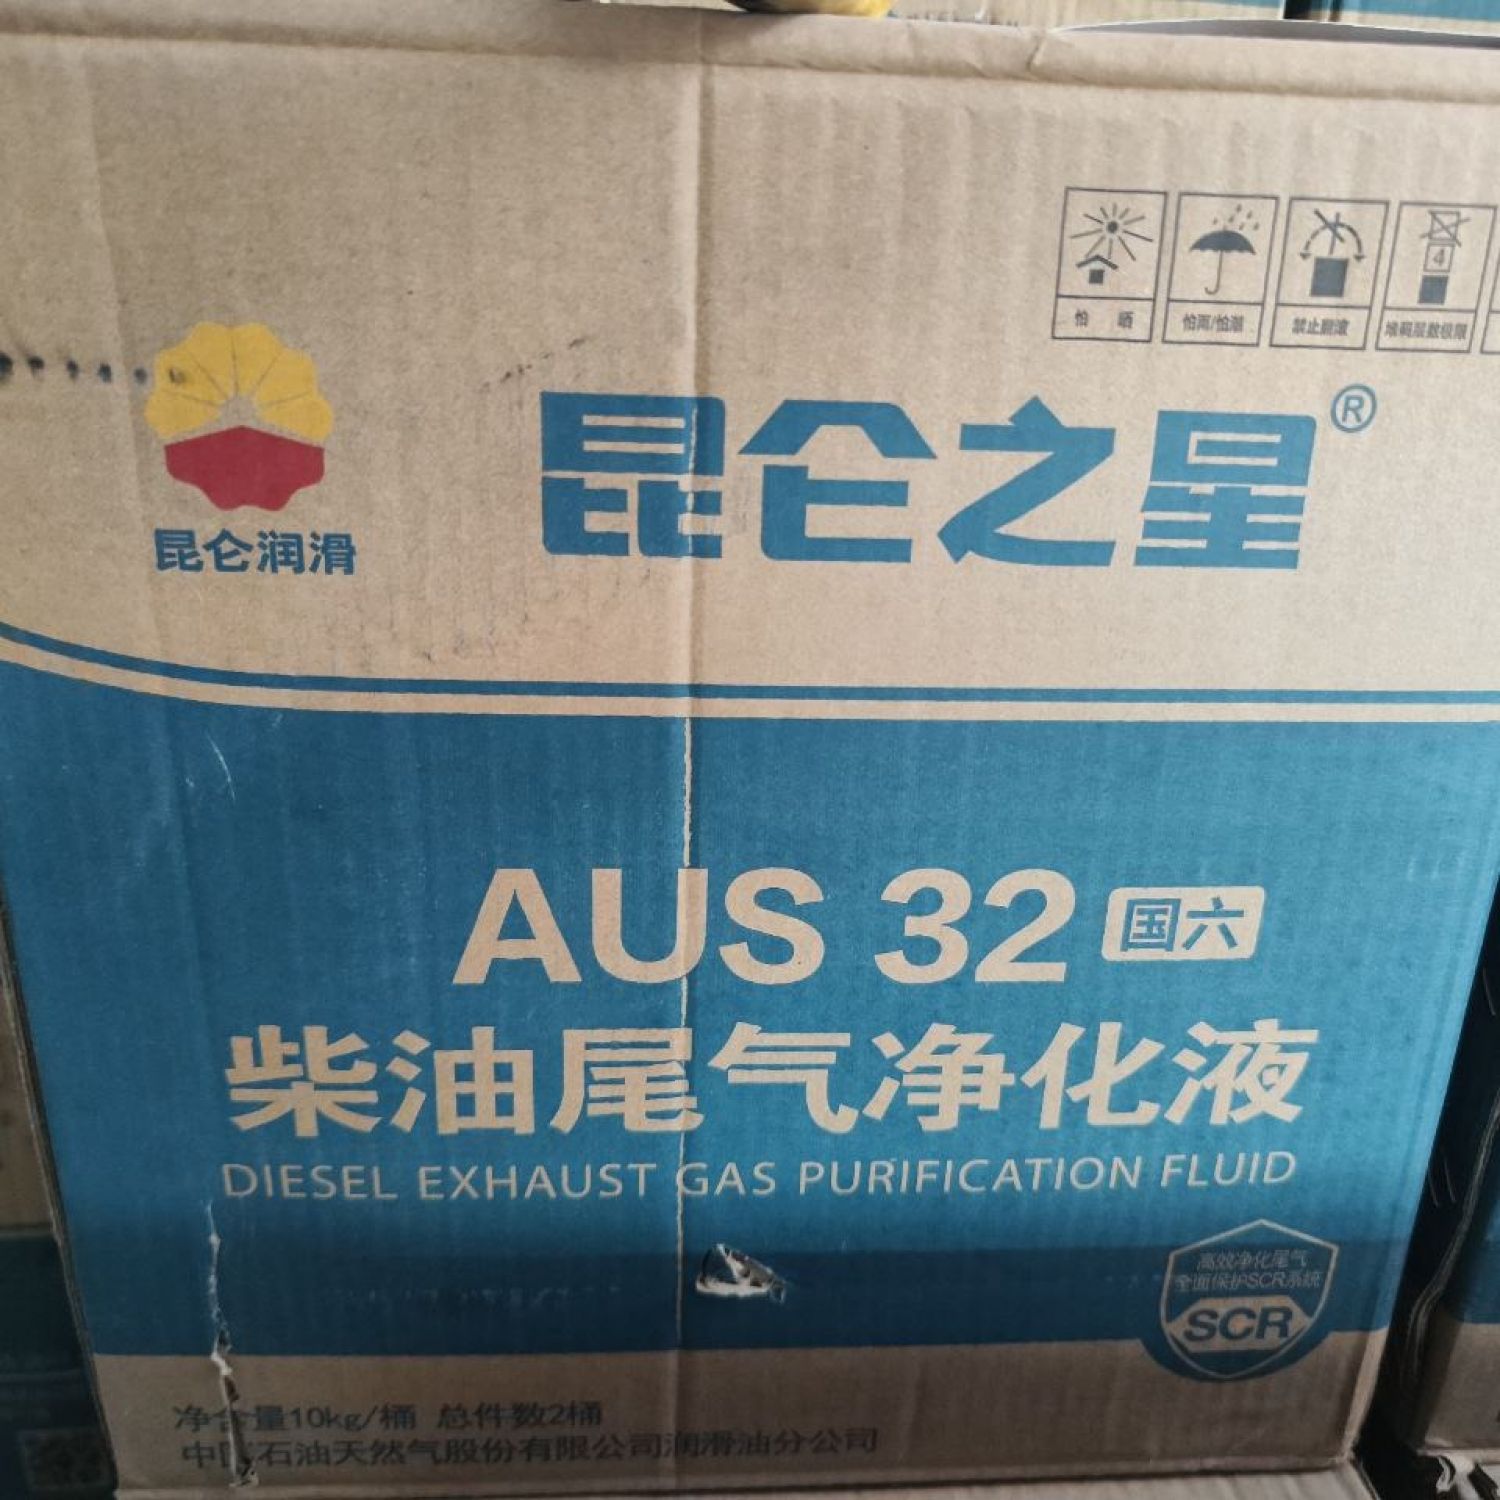 怕 晒
怕雨/怕潮
禁止翻滚
4
堆码层数极限
昆仑之星®
昆仑润滑
AUS 32 国六
柴油尾气净化液
DIESEL EXHAUST GAS PURIFICATION FLUID
高效净化尾气
全面保护SCR系统
SCR
净含量10kg/桶 总件数2桶
中国石油天然气股份有限公司润滑油分公司